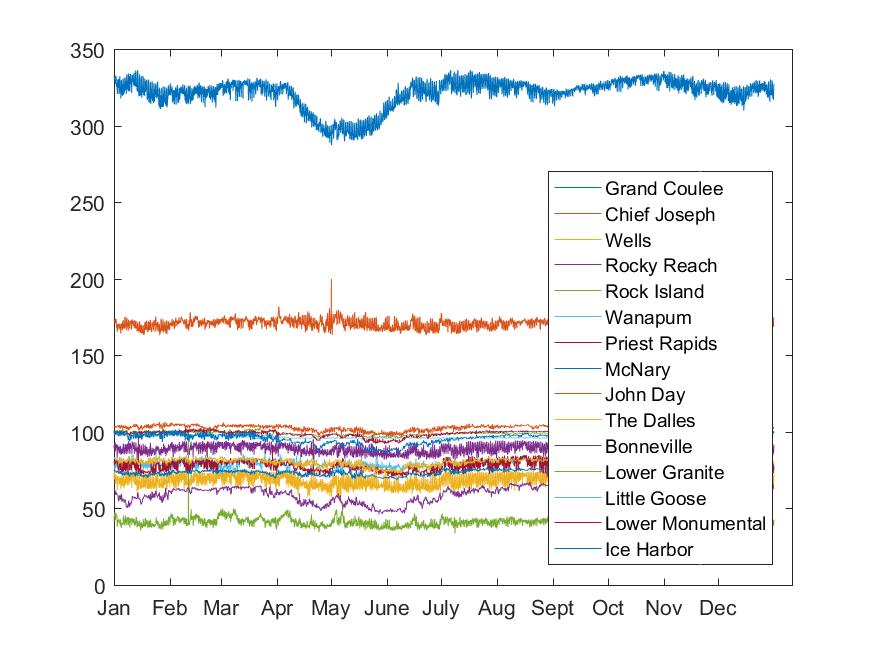 350
300
250
200
150
100
50
0
Jan Feb Mar Apr May June July Aug Sept Oct Nov Dec
Grand Coulee
Chief Joseph
Wells
Rocky Reach
Rock Island
Wanapum
Priest Rapids
McNary
John Day
The Dalles
Bonneville
Lower Granite
Little Goose
Lower Monumental
Ice Harbor